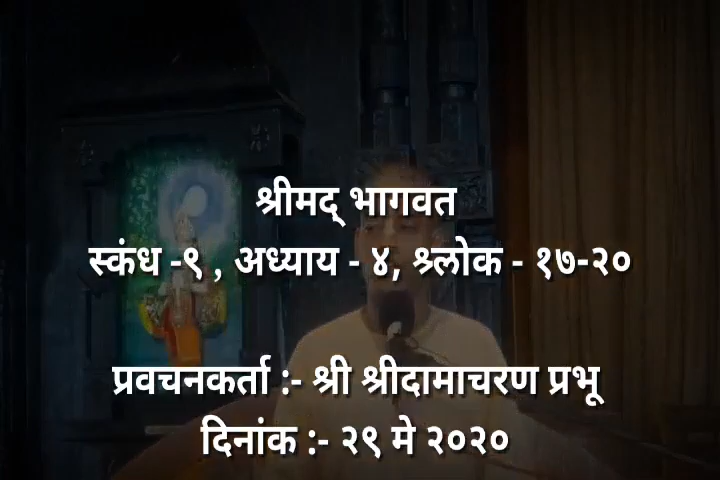 श्रीमद् भागवत
स्कंध -९ , अध्याय - ४, श्र्लोक - १७-२०
प्रवचनकर्ता :- श्री श्रीदामाचरण प्रभू
दिनांक :- २९ मे २०२०